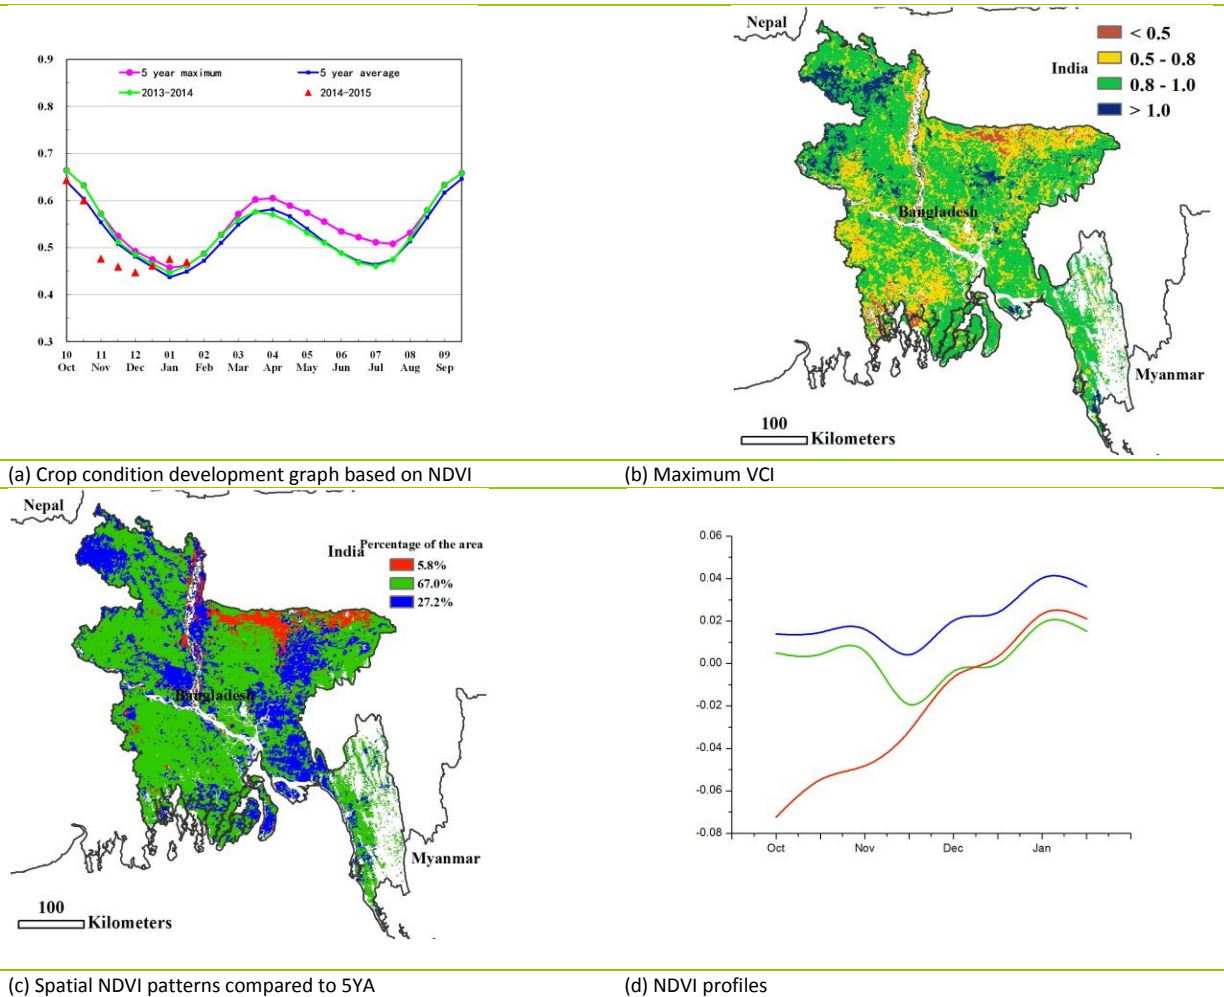 0.9
0.8
0.7
0.6
0.5
0.4
0.3
5 year maximum
5 year average
2013-2014
2014-2015
10 11 12 01 02 03 04 05 06 07 08 09
Oct Nov Dec Jan Feb Mar Apr May Jun Jul Aug Sep
Nepal
India
< 0.5
0.5 - 0.8
0.8 - 1.0
> 1.0
Bangladesh
Myanmar
100
Kilometers
(a) Crop condition development graph based on NDVI
(b) Maximum VCI
Nepal
India
Percentage of the area
5.8%
67.0%
27.2%
Bangladesh
Myanmar
100
Kilometers
0.06
0.04
0.02
0.00
-0.02
-0.04
-0.06
-0.08
Oct Nov Dec Jan
(c) Spatial NDVI patterns compared to 5YA
(d) NDVI profiles